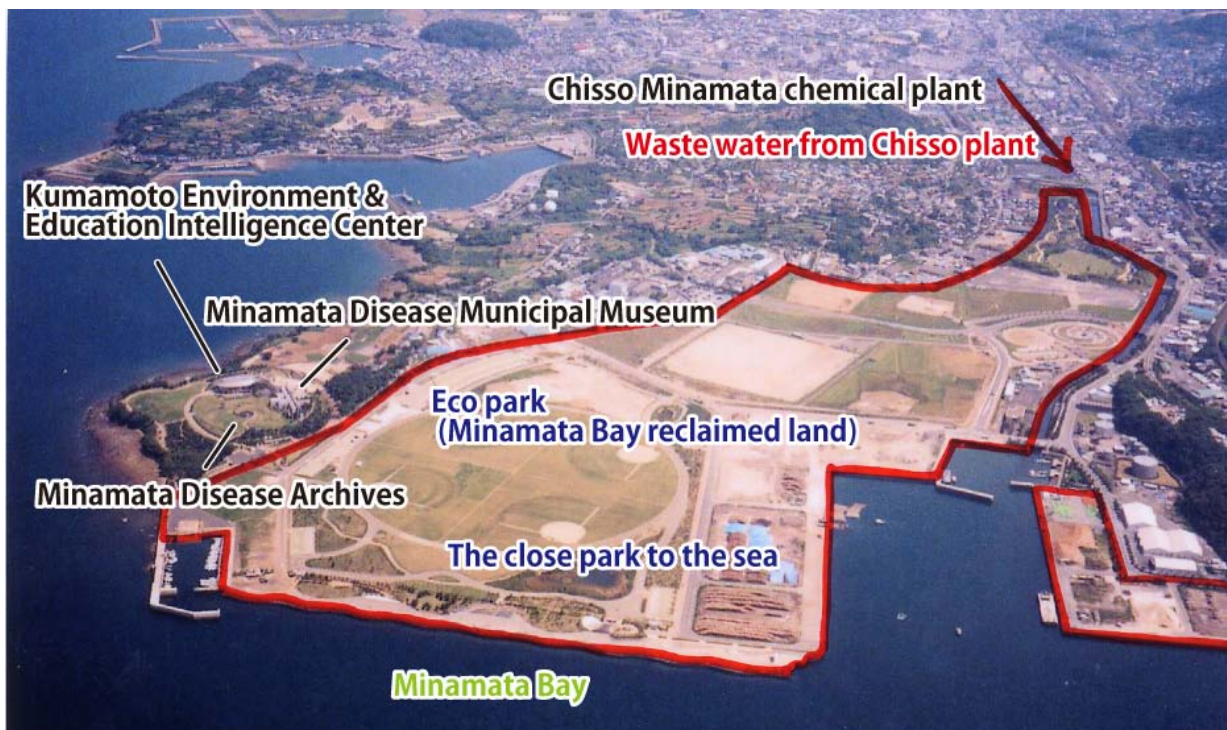 Chisso Minamata chemical plant
Waste water from Chisso plant
Kumamoto Environment &
Education Intelligence Center
Minamata Disease Municipal Museum
Eco park
(Minamata Bay reclaimed land)
Minamata Disease Archives
The close park to the sea
Minamata Bay